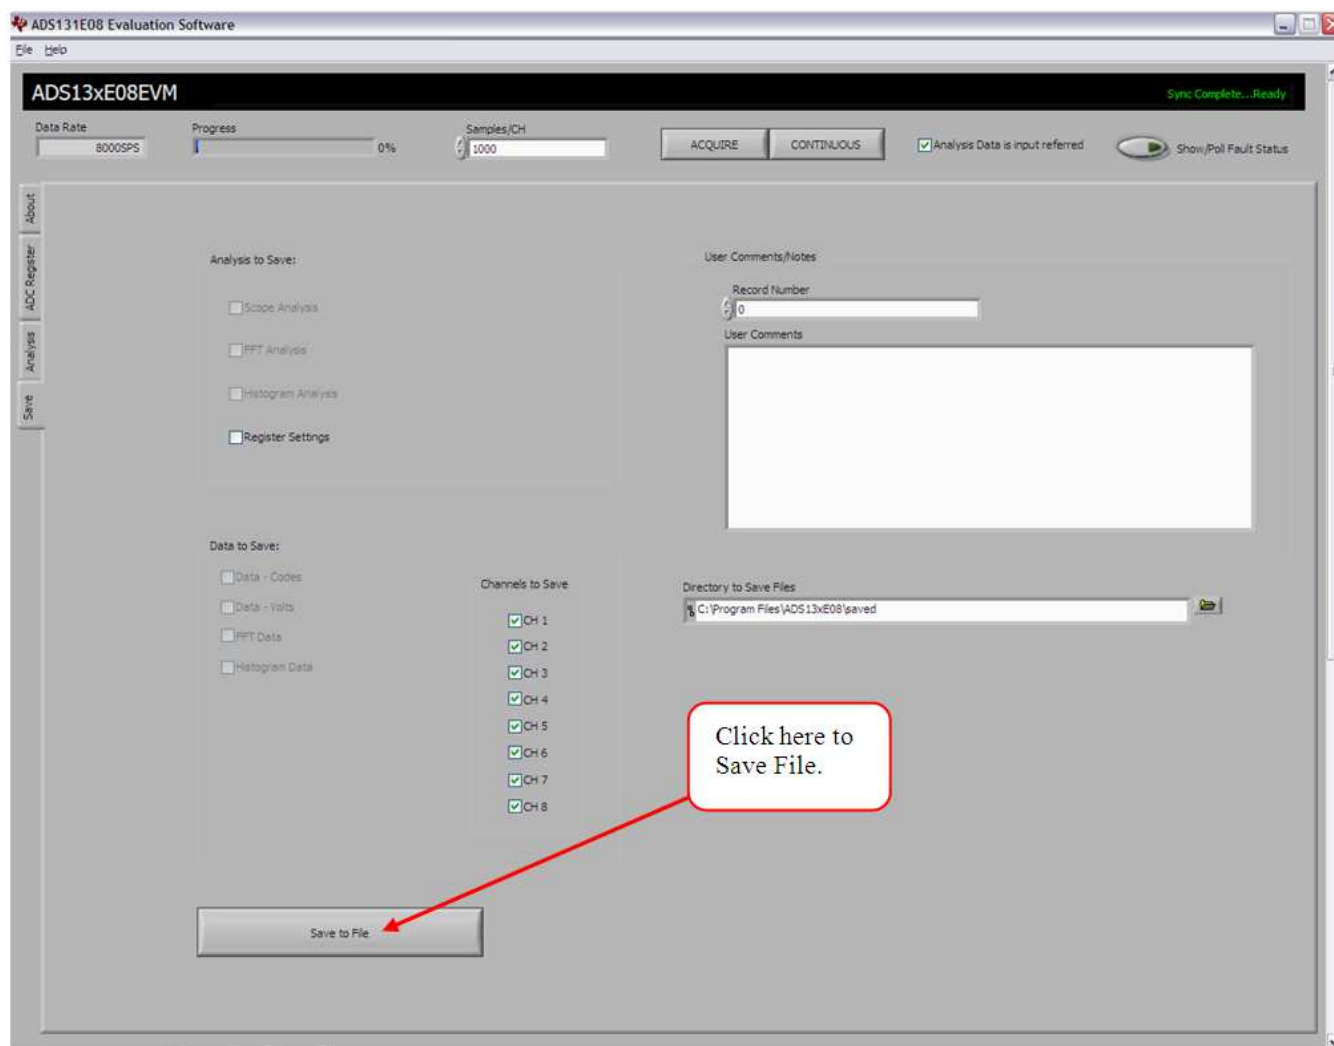 ADS131E08 Evaluation Software
File Help
ADS13xE08EVM
Sync Complete...Ready
Data Rate
8000SPS
Progress
0%
Samples/CH
1000
ACQUIRE
CONTINUOUS
Analysis Data is input referred
Show/Poll Fault Status
About
ADC Register
Analysis
Save
Analysis to Save:
Scope Analysis
FFT Analysis
Histogram Analysis
Register Settings
User Comments/Notes
Record Number
0
User Comments
Data to Save:
Data - Codes
Data - Volts
FFT Data
Histogram Data
Channels to Save
CH 1
CH 2
CH 3
CH 4
CH 5
CH 6
CH 7
CH 8
Directory to Save Files
C:\Program Files\ADS13xE08\saved
Click here to
Save File.
Save to File